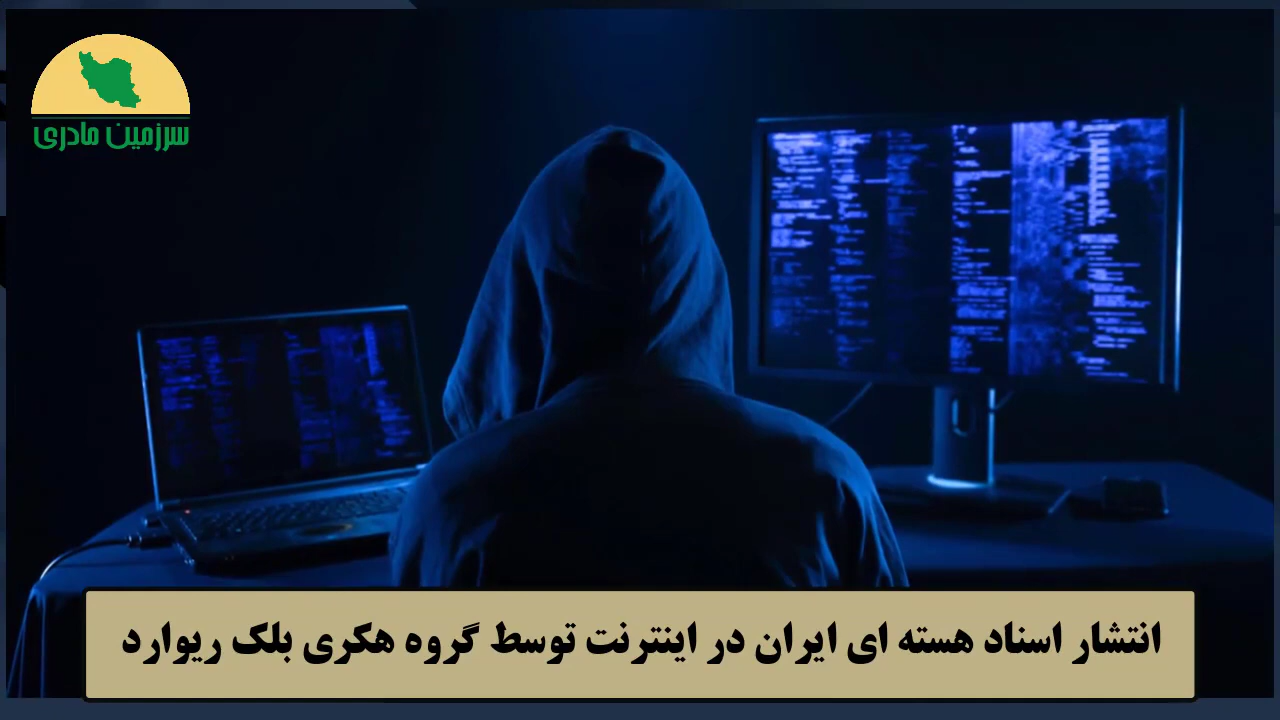 سرزمین مادری
انتشار اسناد هسته ای ایران در اینترنت توسط گروه هکری بلک ریوارد